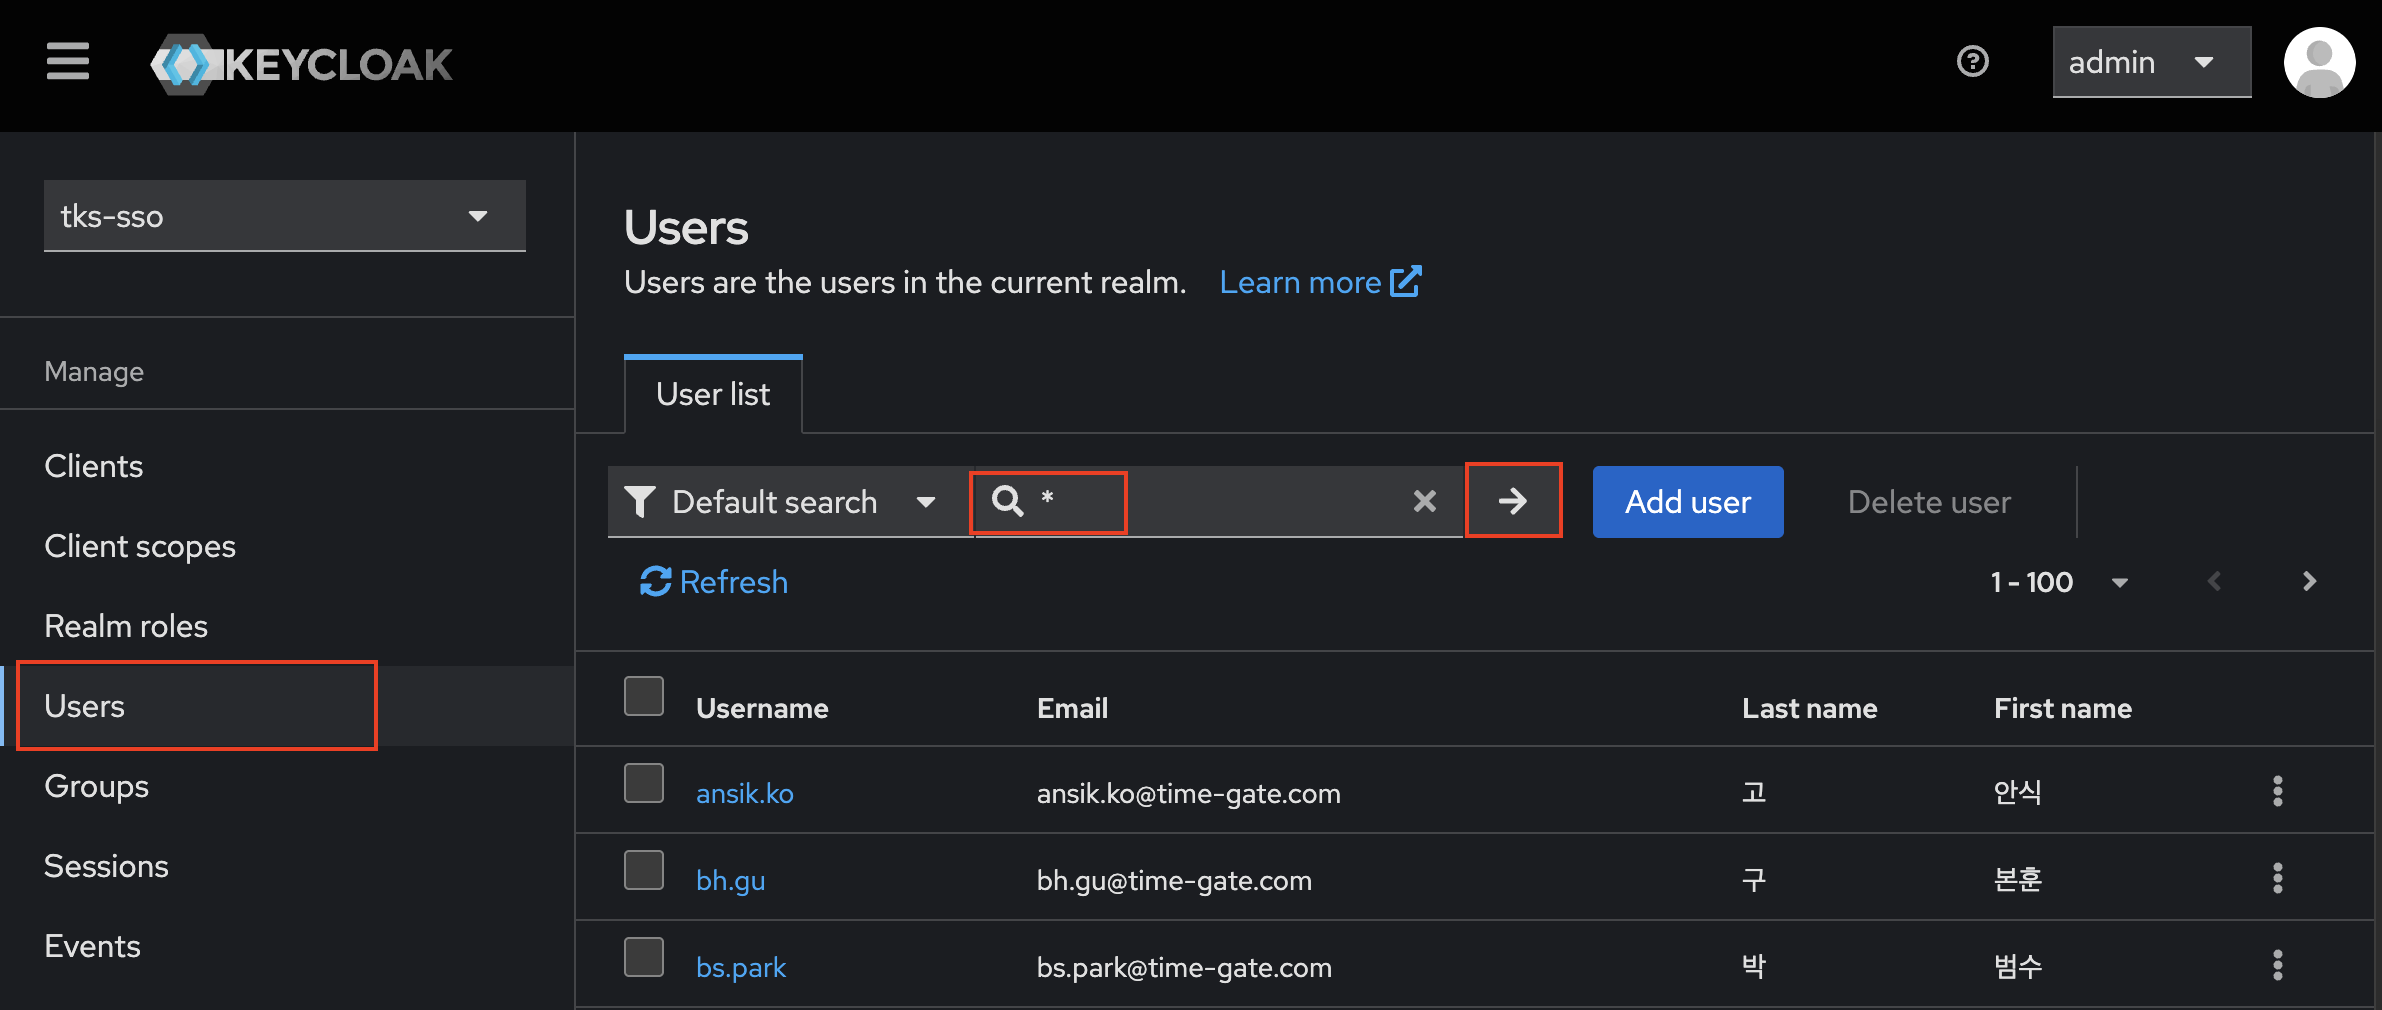 KEYCLOAK
admin
tks-sso
Manage
Clients
Client scopes
Realm roles
Users
Groups
Sessions
Events
Users
Users are the users in the current realm. Learn more
User list
Default search * Add user Delete user
Refresh 1 - 100
Username Email Last name First name
ansik.ko ansik.ko@time-gate.com 고 안식
bh.gu bh.gu@time-gate.com 구 본훈
bs.park bs.park@time-gate.com 박 범수